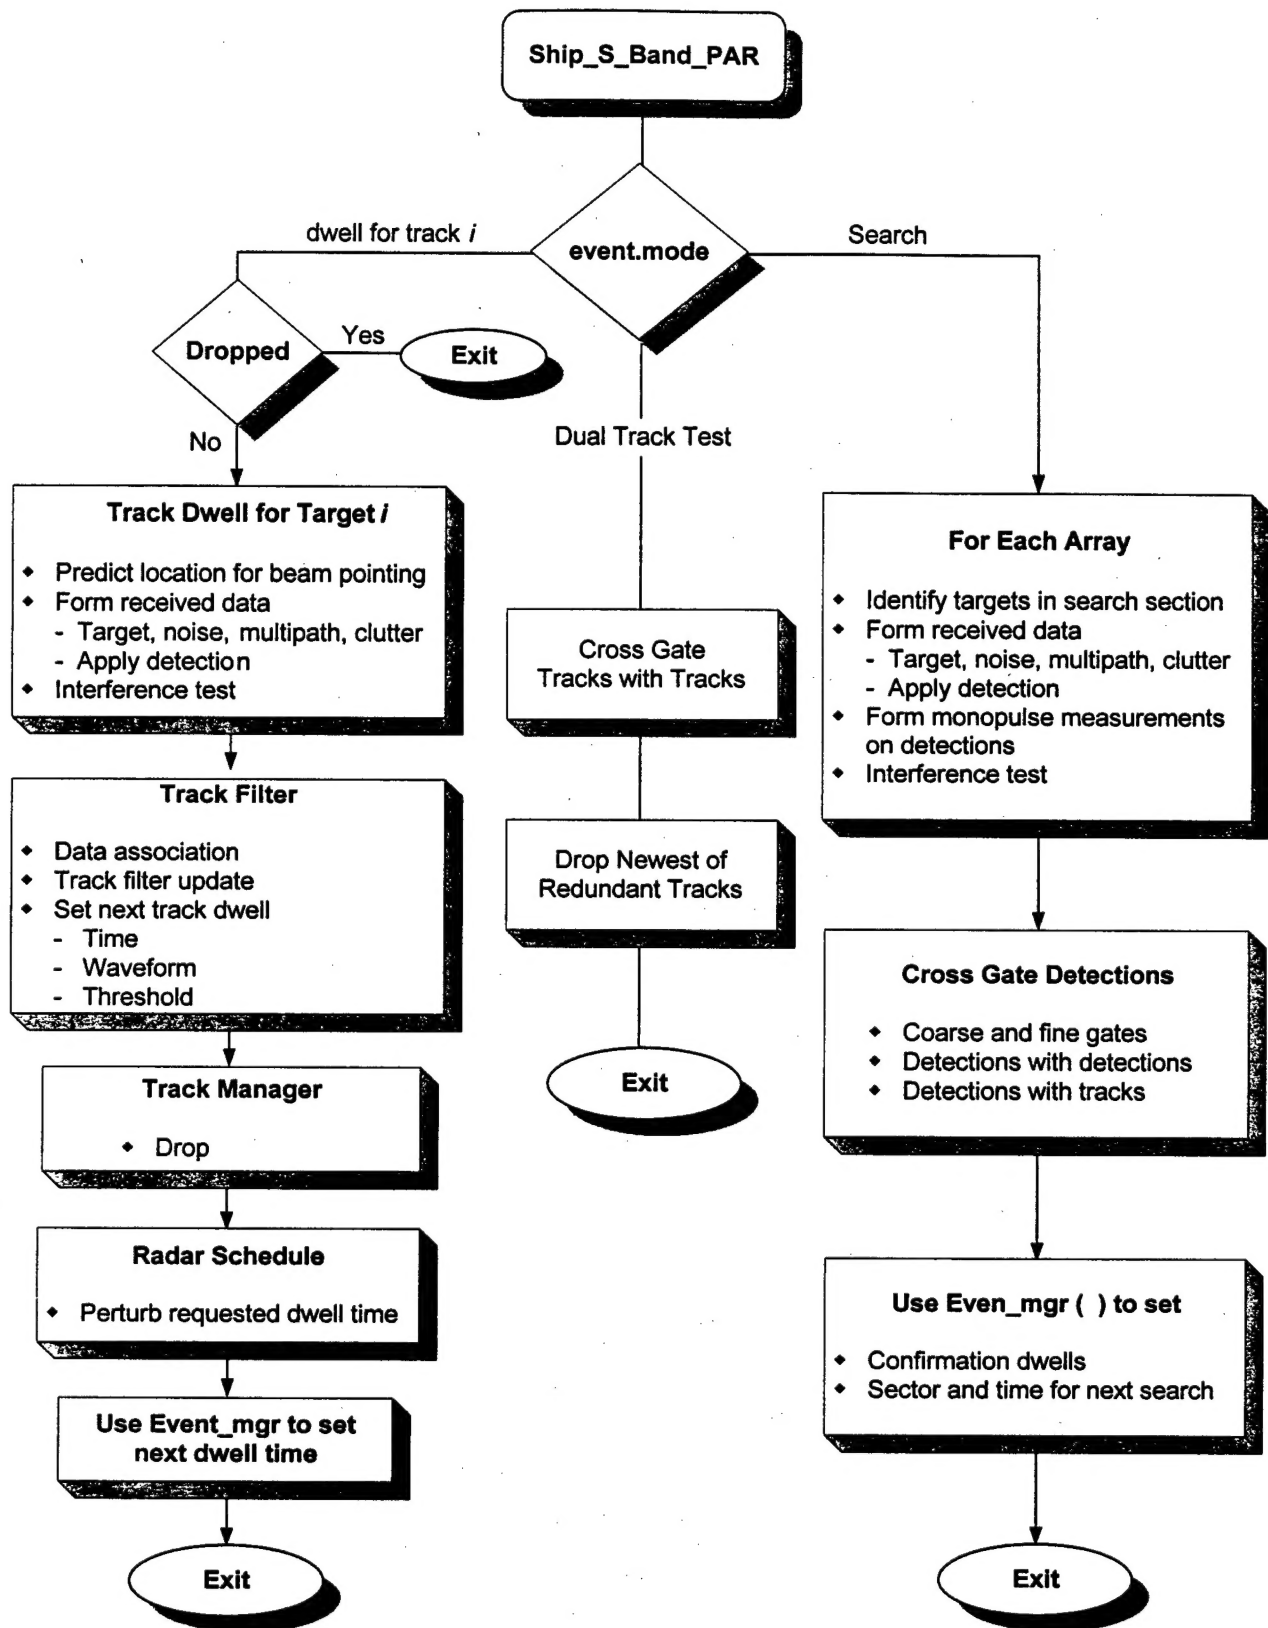 Ship_S_Band_PAR
event.mode
dwell for track i
Search
Dropped
Yes
Exit
No
Dual Track Test
Track Dwell for Target i
◆ Predict location for beam pointing
◆ Form received data
- Target, noise, multipath, clutter
- Apply detection
◆ Interference test
Track Filter
◆ Data association
◆ Track filter update
◆ Set next track dwell
- Time
- Waveform
- Threshold
Track Manager
◆ Drop
Radar Schedule
◆ Perturb requested dwell time
Use Event_mgr to set
next dwell time
Exit
Cross Gate
Tracks with Tracks
Drop Newest of
Redundant Tracks
Exit
For Each Array
◆ Identify targets in search section
◆ Form received data
- Target, noise, multipath, clutter
- Apply detection
◆ Form monopulse measurements
on detections
◆ Interference test
Cross Gate Detections
◆ Coarse and fine gates
◆ Detections with detections
◆ Detections with tracks
Use Even_mgr ( ) to set
◆ Confirmation dwells
◆ Sector and time for next search
Exit